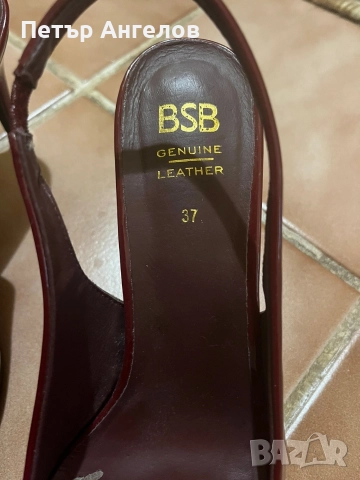 Петър Ангелов
BSB
GENUINE
LEATHER
37
BAZAR